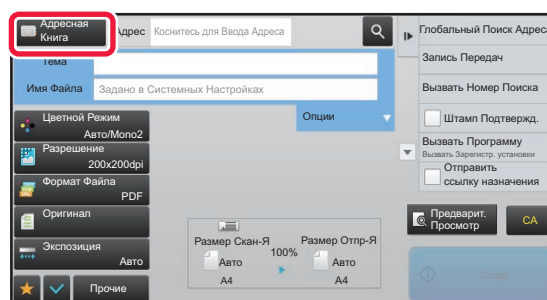 Адресная
Книга
Адрес
Коснитесь для Ввода Адреса
Тема
Имя Файла
Задано в Системных Настройках
Цветной Режим
Авто/Mono2
Разрешение
200x200dpi
Формат Файла
PDF
Оригинал
Экспозиция
Авто
Прочие
Опции
Размер Скан-Я
Авто
A4
100%
Размер Отпр-Я
Авто
A4
Глобальный Поиск Адреса
Запись Передач
Вызвать Номер Поиска
Штамп Подтвержд.
Вызвать Программу
Вызвать Зарегистр. установки
Отправить
ссылку назначения
Предварит.
Просмотр
CA
Старт